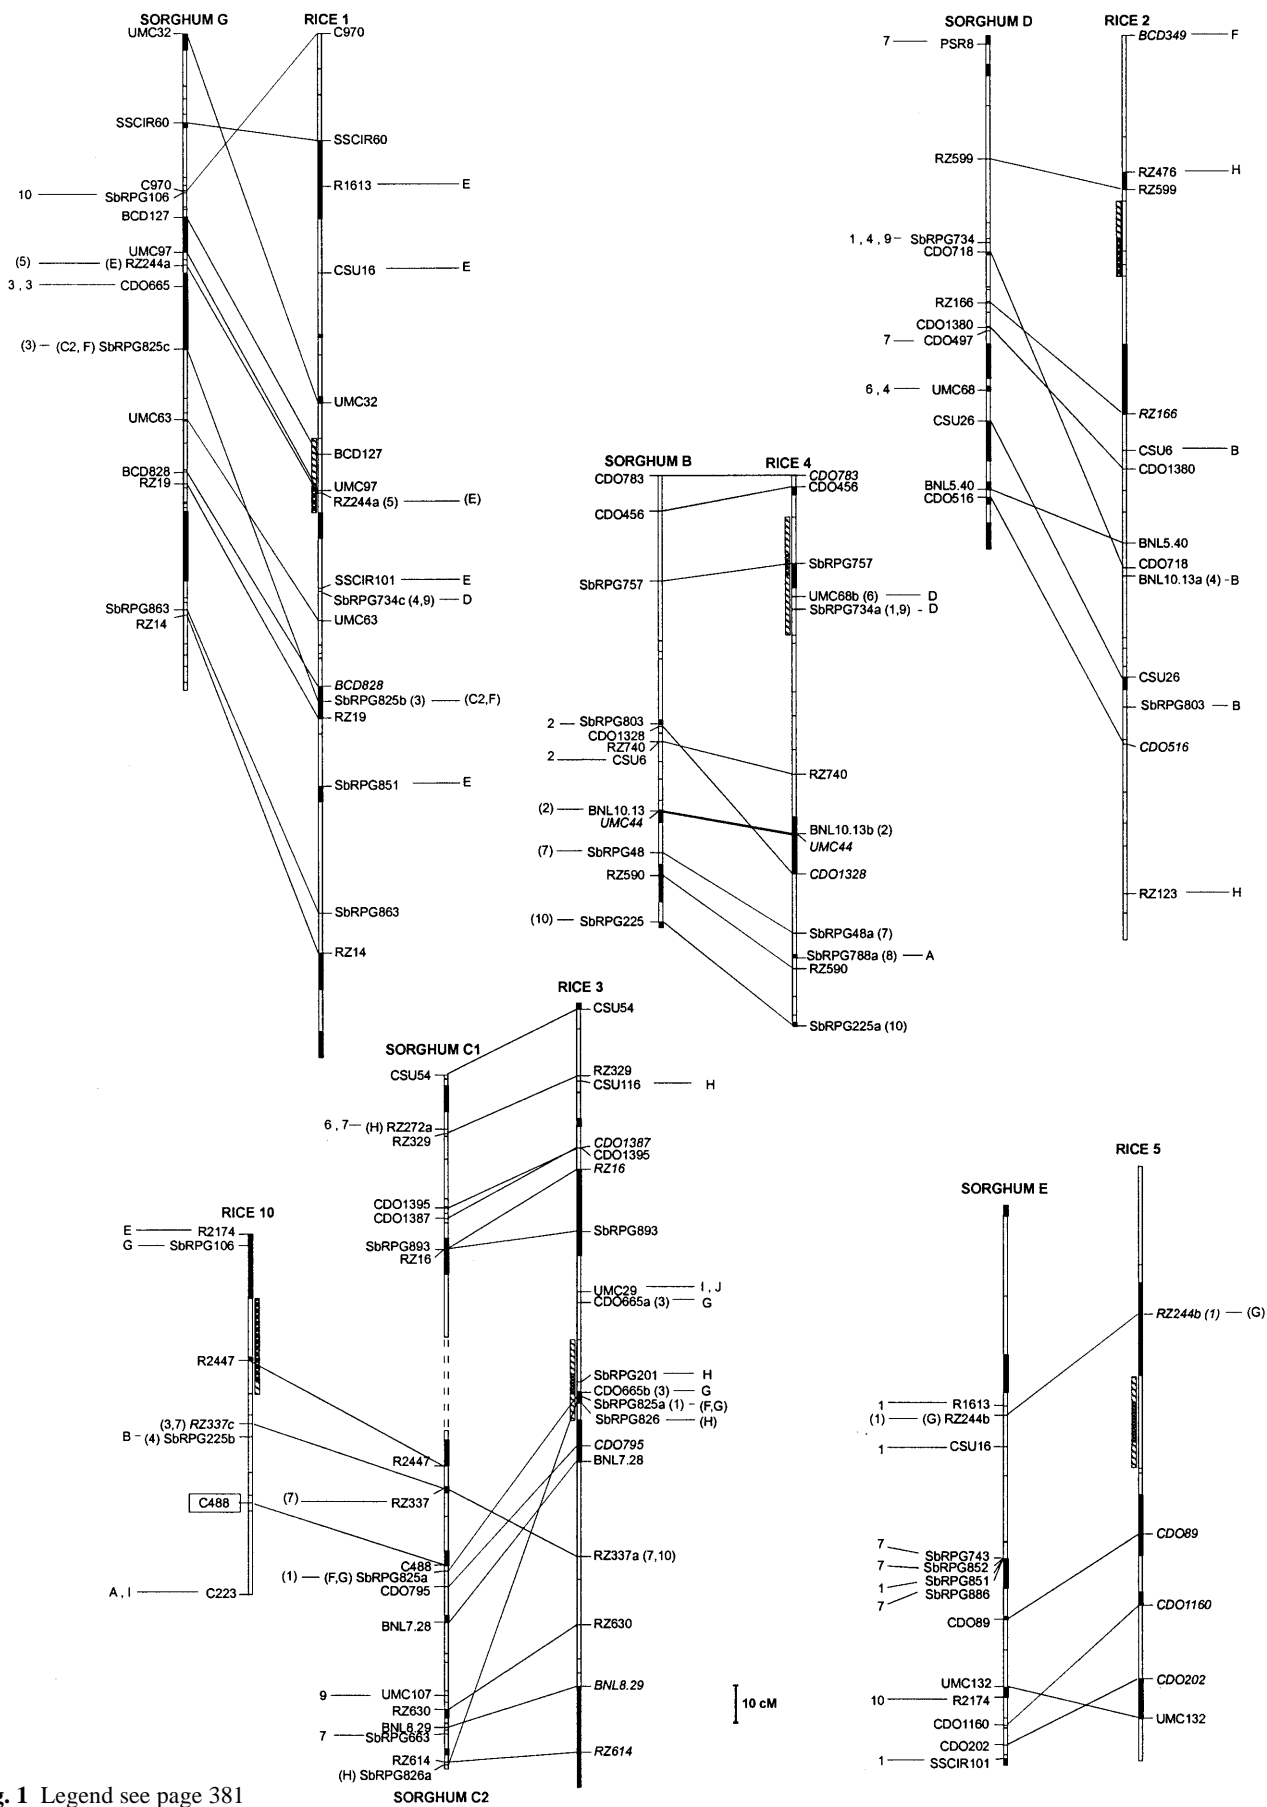 SORGHUM G
UMC32
SSCIR60
C970
10 SbRPG106
BCD127
UMC97
(5) (E) RZ244a
3 , 3 CDO665
(3) (C2, F) SbRPG825c
UMC63
BCD828
RZ19
SbRPG863
RZ14
RICE 1
C970
SSCIR60
R1613 E
CSU16 E
UMC32
BCD127
UMC97
RZ244a (5) (E)
SSCIR101 E
SbRPG734c (4,9) D
UMC63
BCD828
SbRPG825b (3) (C2,F)
RZ19
SbRPG851 E
SbRPG863
RZ14
SORGHUM D
7 PSR8
RZ599
1, 4, 9 SbRPG734
CDO718
RZ166
CDO1380
7 CDO497
6, 4 UMC68
CSU26
BNL5.40
CDO516
RICE 2
BCD349 F
RZ476 H
RZ599
RZ166
CSU6 B
CDO1380
BNL5.40
CDO718
BNL10.13a (4) B
CSU26
SbRPG803 B
CDO516
RZ123 H
SORGHUM B
CDO783
CDO456
SbRPG757
2 SbRPG803
CDO1328
RZ740
2 CSU6
(2) BNL10.13
UMC44
(7) SbRPG48
RZ590
(10) SbRPG225
RICE 4
CDO783
CDO456
SbRPG757
UMC68b (6) D
SbRPG734a (1,9) D
RZ740
BNL10.13b (2)
UMC44
CDO1328
SbRPG48a (7)
SbRPG788a (8) A
RZ590
SbRPG225a (10)
RICE 10
E R2174
G SbRPG106
R2447
(3,7) RZ337c
B (4) SbRPG225b
C488
A, I C223
SORGHUM C1
CSU54
6 , 7 (H) RZ272a
RZ329
CDO1395
CDO1387
SbRPG893
RZ16
R2447
(7) RZ337
C488
(1) (F,G) SbRPG825a
CDO795
BNL7.28
9 UMC107
RZ630
BNL8.29
7 SbRPG663
RZ614
(H) SbRPG826a
SORGHUM C2
RICE 3
CSU54
RZ329
CSU116 H
CDO1387
CDO1395
RZ16
SbRPG893
UMC29 I , J
CDO665a (3) G
SbRPG201 H
CDO665b (3) G
SbRPG825a (1) (F,G)
SbRPG826 (H)
CDO795
BNL7.28
RZ337a (7,10)
RZ630
BNL8.29
RZ614
10 cM
SORGHUM E
1 R1613
(1) (G) RZ244b
1 CSU16
7 SbRPG743
7 SbRPG852
1 SbRPG851
7 SbRPG886
CDO89
UMC132
10 R2174
CDO1160
CDO202
1 SSCIR101
RICE 5
RZ244b (1) (G)
CDO89
CDO1160
CDO202
UMC132
g. 1 Legend see page 381